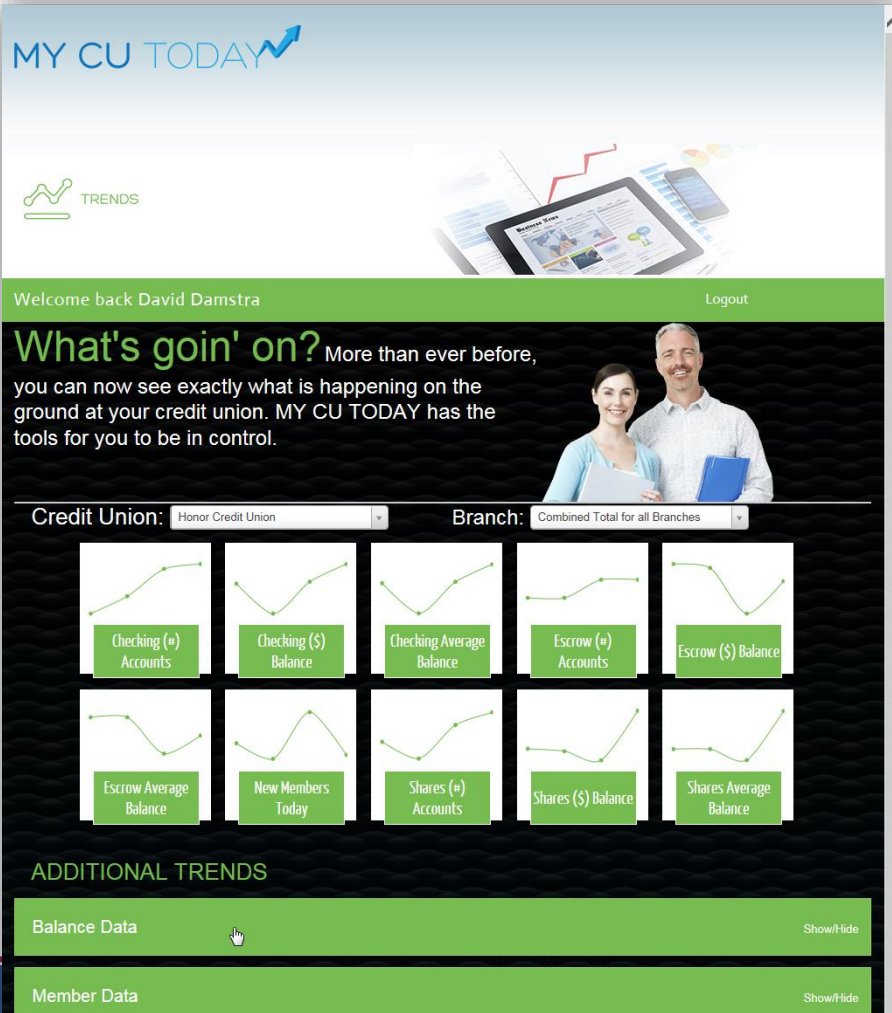 MY CU TODAY
TRENDS
Business News
Welcome back David Damstra
Logout
What's goin' on? More than ever before,
you can now see exactly what is happening on the
ground at your credit union. MY CU TODAY has the
tools for you to be in control.
Credit Union: Honor Credit Union
Branch: Combined Total for all Branches
Checking (#)
Accounts
Checking ($)
Balance
Checking Average
Balance
Escrow (#)
Accounts
Escrow ($) Balance
Escrow Average
Balance
New Members
Today
Shares (#)
Accounts
Shares ($) Balance
Shares Average
Balance
ADDITIONAL TRENDS
Balance Data
Show/Hide
Member Data
Show/Hide